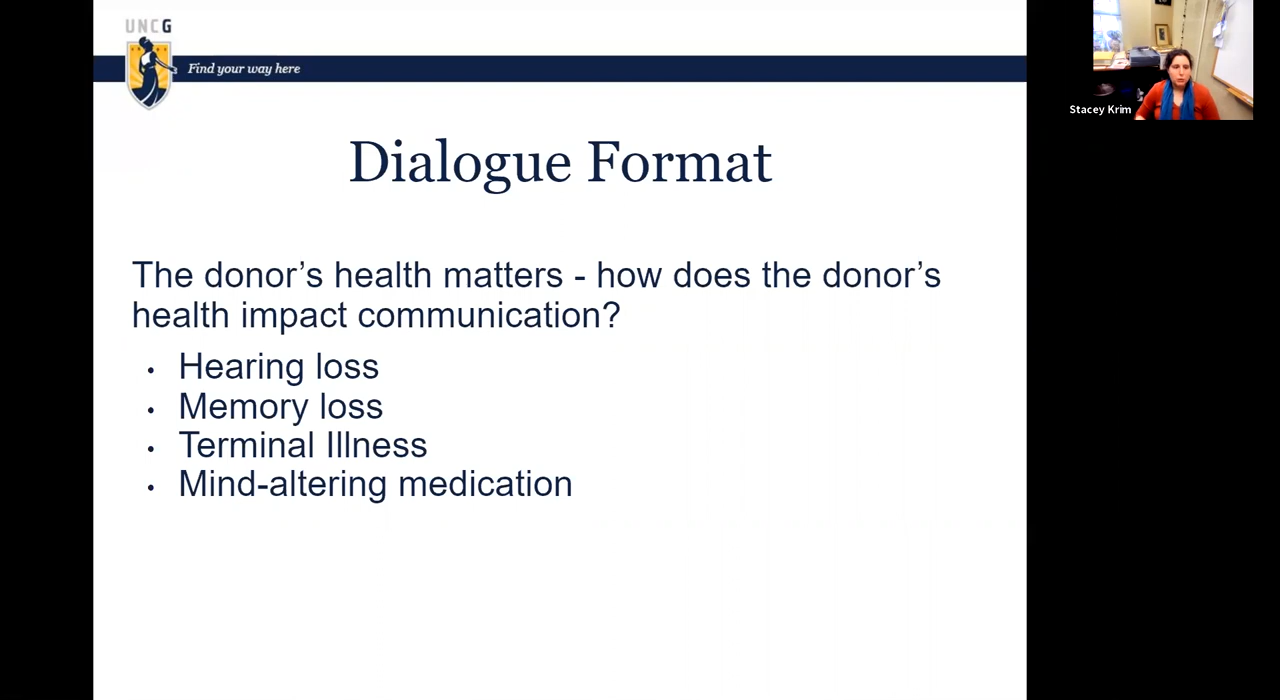 UNCG
Find your way here
Stacey Krim
Dialogue Format
The donor’s health matters - how does the donor’s
health impact communication?
• Hearing loss
• Memory loss
• Terminal Illness
• Mind-altering medication